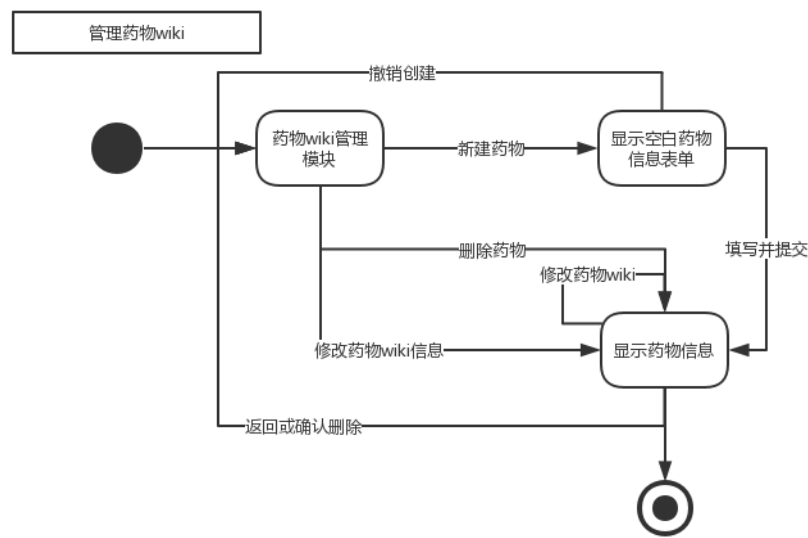 管理药物wiki
撤销创建
药物wiki管理
模块
新建药物
显示空白药物
信息表单
删除药物
填写并提交
修改药物wiki
修改药物wiki信息
显示药物信息
返回或确认删除